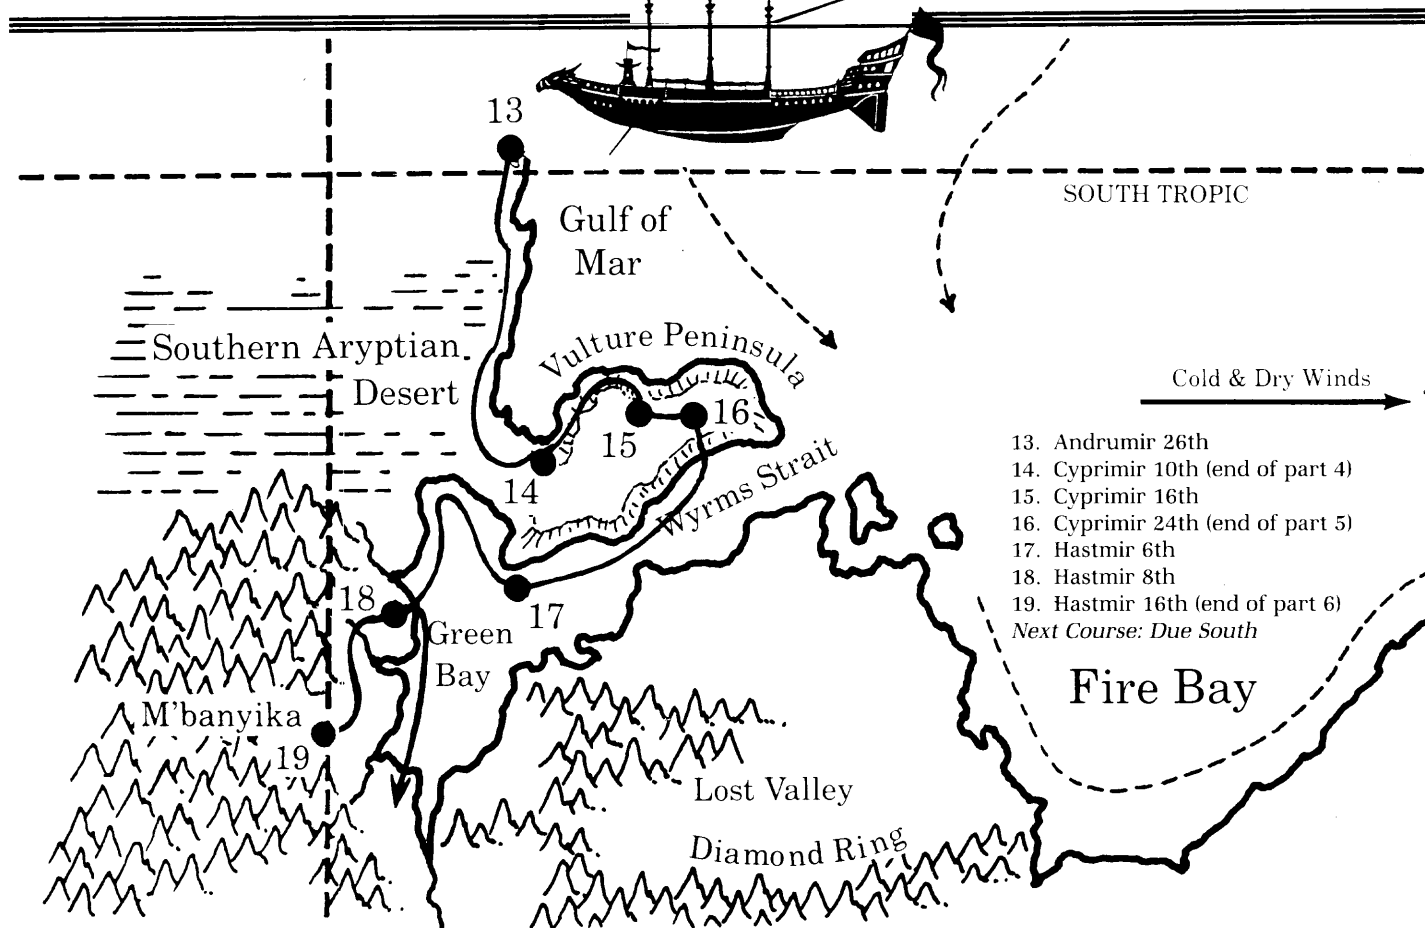 13
SOUTH TROPIC
Gulf of
Mar
Southern Aryptian
Desert
Vulture Peninsula
Cold & Dry Winds
15
16
14
Wyrms Strait
13. Andrumir 26th
14. Cyprimir 10th (end of part 4)
15. Cyprimir 16th
16. Cyprimir 24th (end of part 5)
17. Hastmir 6th
18. Hastmir 8th
19. Hastmir 16th (end of part 6)
Next Course: Due South
18
17
Green
Bay
Fire Bay
M'banyika
19
Lost Valley
Diamond Ring